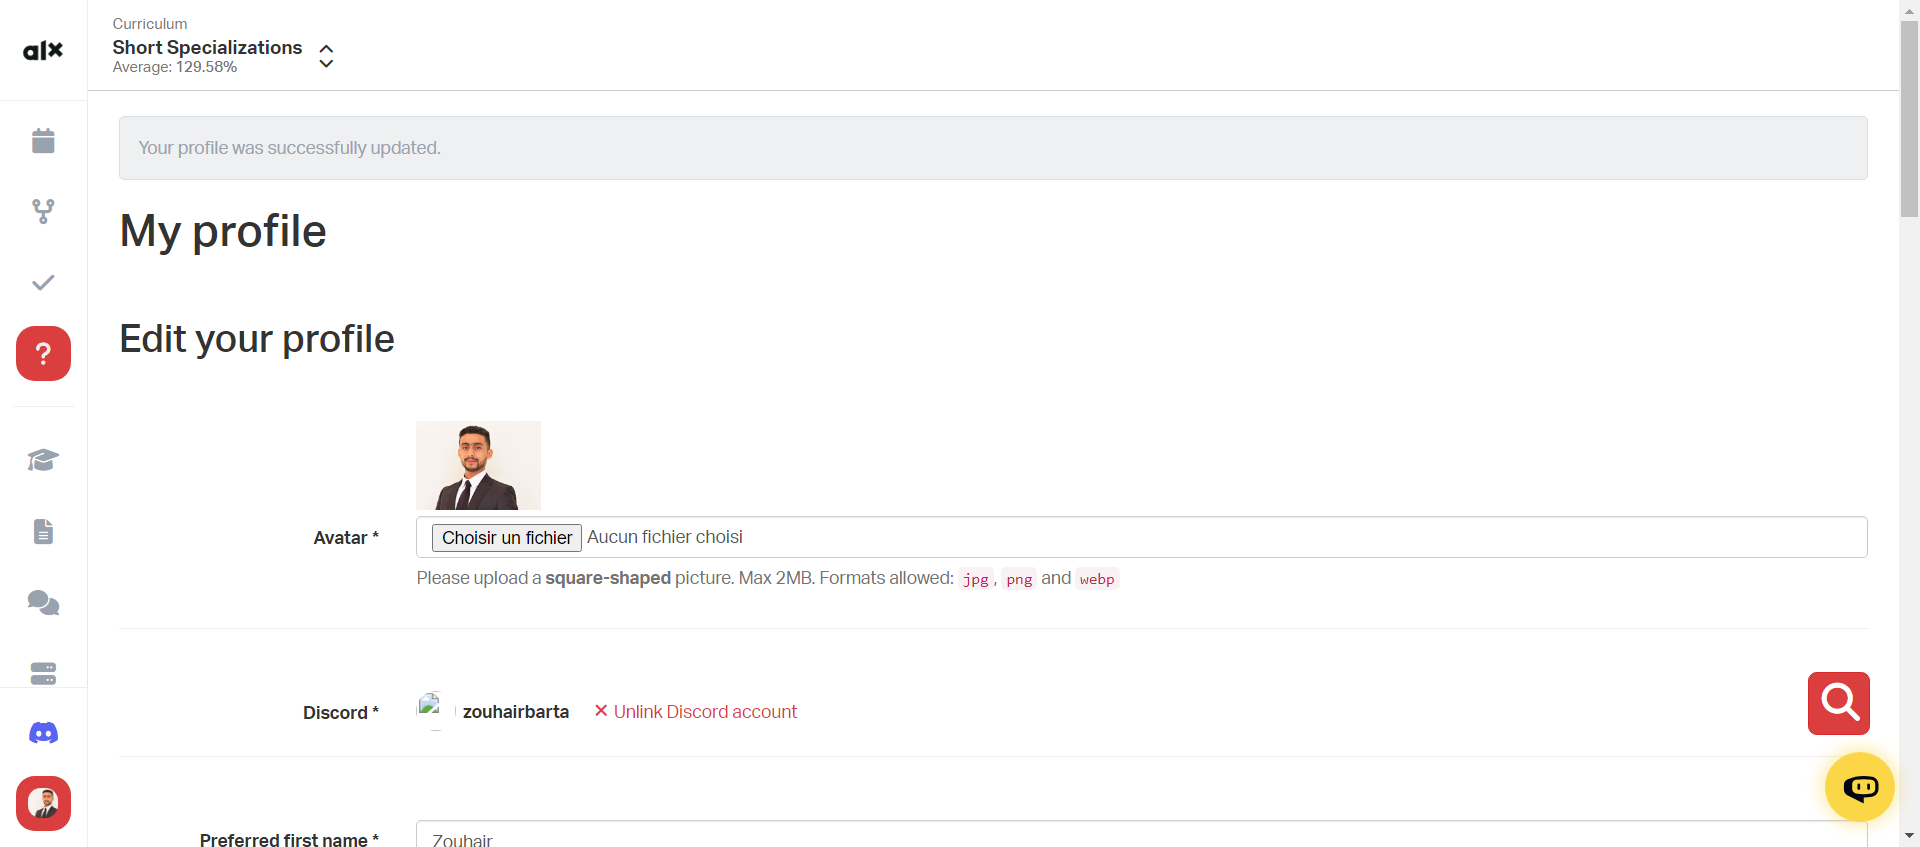 alx
Curriculum
Short Specializations
Average: 129.58%
Your profile was successfully updated.
My profile
Edit your profile
Avatar *
Choisir un fichier Aucun fichier choisi
Please upload a square-shaped picture. Max 2MB. Formats allowed: jpg, png and webp
Discord *
zouhairbarta
Unlink Discord account
Preferred first name *
Zouhair